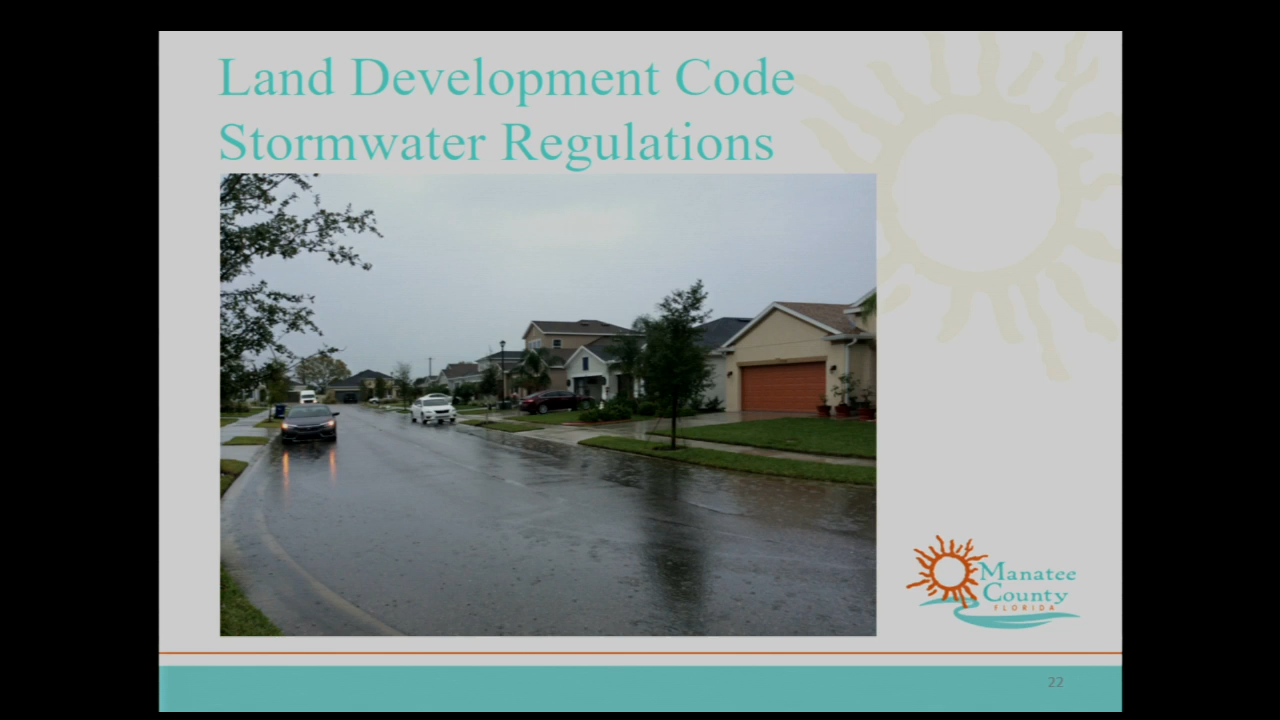 Land Development Code
Stormwater Regulations
Manatee
County
FLORIDA
22